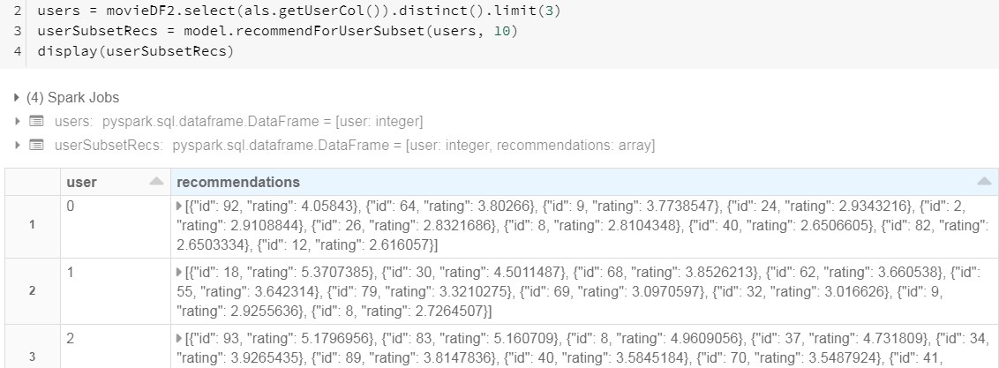 2 users = movieDF2.select(als.getUserCol()).distinct().limit(3)
3 userSubsetRecs = model.recommendForUserSubset(users, 10)
4 display(userSubsetRecs)
(4) Spark Jobs
users: pyspark.sql.dataframe.DataFrame = [user: integer]
userSubsetRecs: pyspark.sql.dataframe.DataFrame = [user: integer, recommendations: array]
user recommendations
0 [{"id": 92, "rating": 4.05843}, {"id": 64, "rating": 3.80266}, {"id": 9, "rating": 3.7738547}, {"id": 24, "rating": 2.9343216}, {"id": 2,
1 "rating": 2.9108844}, {"id": 26, "rating": 2.8321686}, {"id": 8, "rating": 2.8104348}, {"id": 40, "rating": 2.6506605}, {"id": 82, "rating":
2.6503334}, {"id": 12, "rating": 2.616057}]
1 [{"id": 18, "rating": 5.3707385}, {"id": 30, "rating": 4.5011487}, {"id": 68, "rating": 3.8526213}, {"id": 62, "rating": 3.660538}, {"id":
2 55, "rating": 3.642314}, {"id": 79, "rating": 3.3210275}, {"id": 69, "rating": 3.0970597}, {"id": 32, "rating": 3.016626}, {"id": 9,
"rating": 2.9255636}, {"id": 8, "rating": 2.7264507}]
2 [{"id": 93, "rating": 5.1796956}, {"id": 83, "rating": 5.160709}, {"id": 8, "rating": 4.9609056}, {"id": 37, "rating": 4.731809}, {"id": 34,
3 "rating": 3.9265435}, {"id": 89, "rating": 3.8147836}, {"id": 40, "rating": 3.5845184}, {"id": 70, "rating": 3.5487924}, {"id": 41,